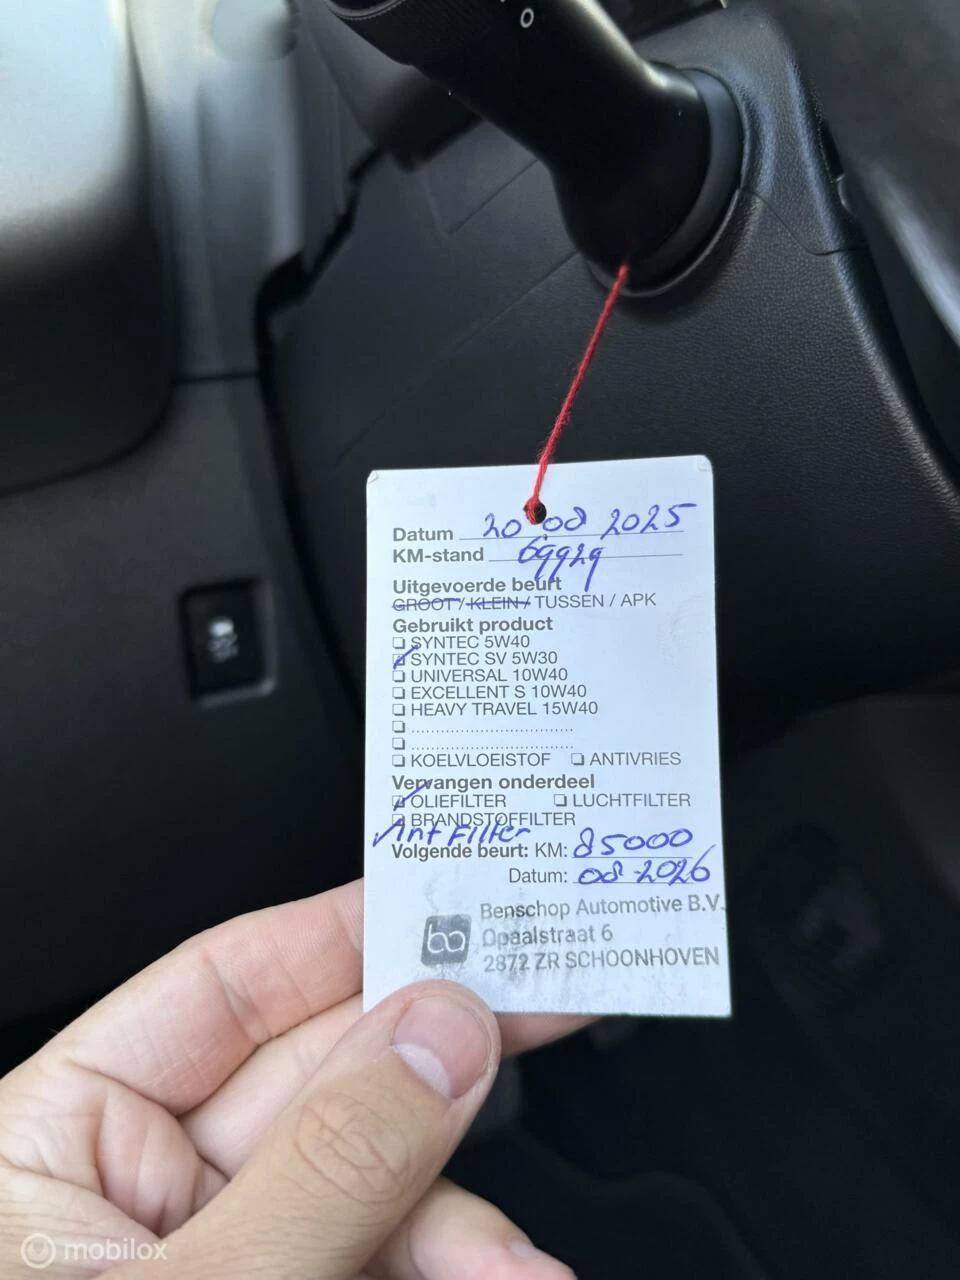 Datum 20 08 2025
KM-stand 69929
Uitgevoerde beurt
GROOT / KLEIN / TUSSEN / APK
Gebruikt product
SYNTEC 5W40
SYNTEC SV 5W30
UNIVERSAL 10W40
EXCELLENT S 10W40
HEAVY TRAVEL 15W40
...................................
...................................
KOELVLOEISTOF ANTIVRIES
Vervangen onderdeel
OLIEFILTER LUCHTFILTER
BRANDSTOFFILTER
Int Filter
Volgende beurt: KM: 85000
Datum: 08-2026
Benschop Automotive B.V.
Opaalstraat 6
2872 ZR SCHOONHOVEN
mobilox